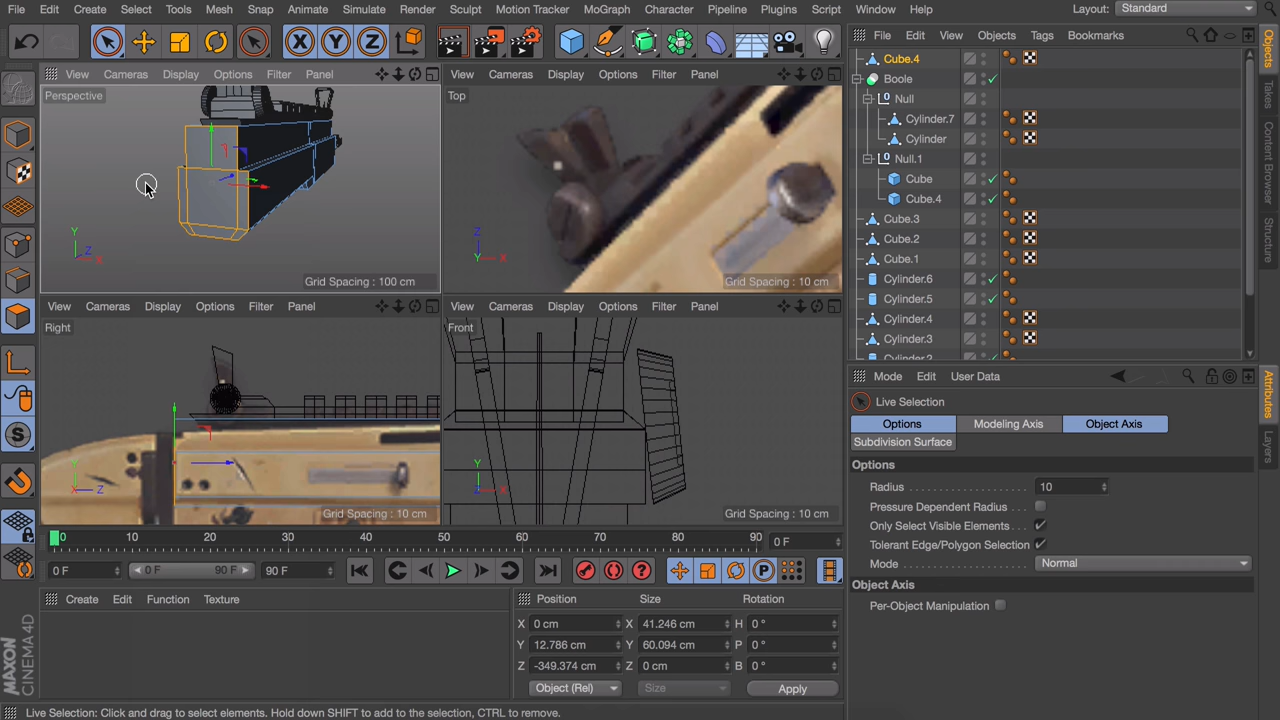 File Edit Create Select Tools Mesh Snap Animate Simulate Render Sculpt Motion Tracker MoGraph Character Pipeline Plugins Script Window Help Layout: Standard
X Y Z
File Edit View Objects Tags Bookmarks
View Cameras Display Options Filter Panel
Perspective
Y
Z
X
Grid Spacing : 100 cm
View Cameras Display Options Filter Panel
Top
Z
Y X
Grid Spacing : 10 cm
View Cameras Display Options Filter Panel
Right
Y
X Z
Grid Spacing : 10 cm
View Cameras Display Options Filter Panel
Front
Y
Z X
Grid Spacing : 10 cm
Cube.4
Boole
Null
Cylinder.7
Cylinder
Null.1
Cube
Cube.4
Cube.3
Cube.2
Cube.1
Cylinder.6
Cylinder.5
Cylinder.4
Cylinder.3
Cylinder.2
Objects
Takes
Content Browser
Structure
Mode Edit User Data
Live Selection
Options Modeling Axis Object Axis
Subdivision Surface
Options
Radius 10
Pressure Dependent Radius
Only Select Visible Elements
Tolerant Edge/Polygon Selection
Mode Normal
Object Axis
Per-Object Manipulation
Attributes
Layers
0 10 20 30 40 50 60 70 80 90 0 F
0 F 0 F 90 F 90 F
Create Edit Function Texture
Position Size Rotation
X 0 cm X 41.246 cm H 0 °
Y 12.786 cm Y 60.094 cm P 0 °
Z -349.374 cm Z 0 cm B 0 °
Object (Rel) Size Apply
MAXON CINEMA 4D
Live Selection: Click and drag to select elements. Hold down SHIFT to add to the selection, CTRL to remove.